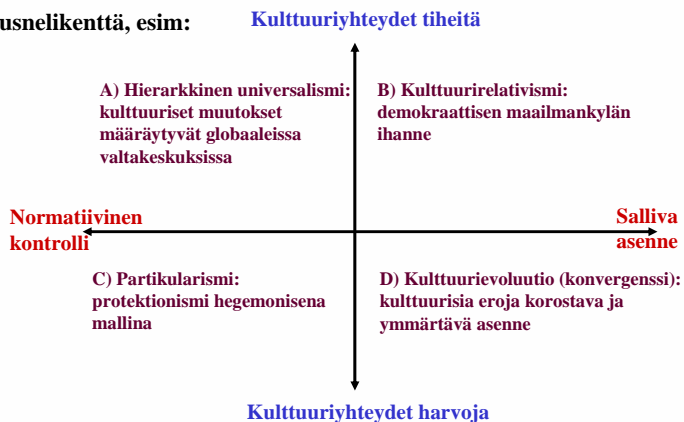 usnelikenttä, esim:
Kulttuuriyhteydet tiheitä
A) Hierarkkinen universalismi:
kulttuuriset muutokset
määräytyvät globaaleissa
valtakeskuksissa
B) Kulttuurirelativismi:
demokraattisen maailmankylän
ihanne
Normatiivinen
kontrolli
Salliva
asenne
C) Partikularismi:
protektionismi hegemonisena
mallina
D) Kulttuurievoluutio (konvergenssi):
kulttuurisia eroja korostava ja
ymmärtävä asenne
Kulttuuriyhteydet harvoja